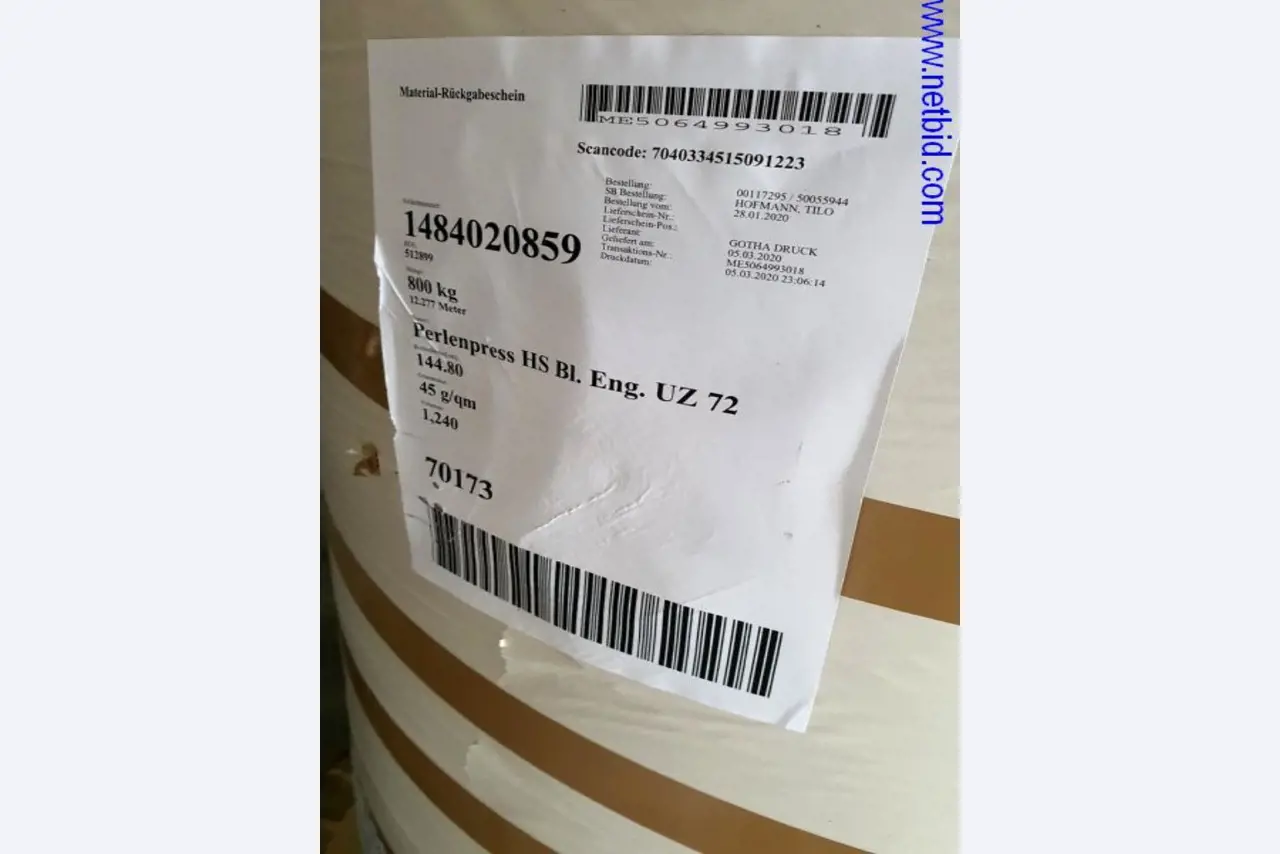 www.netbid.com
Material-Rückgabeschein
ME5064993018
Scancode: 7040334515091223
Bestellung: 00117295 / 50055944
SB Bestellung: HOFMANN, TILO
Bestellung vom: 28.01.2020
Lieferschein-Nr.:
Lieferschein-Pos.:
Lieferant: GOTHA DRUCK
Geliefert am: 05.03.2020
Transaktions-Nr.: ME5064993018
Druckdatum: 05.03.2020 23:06:14
1484020859
512899
800 kg
12.277 Meter
Perlenpress HS Bl. Eng. UZ 72
144.80
45 g/qm
1,240
70173